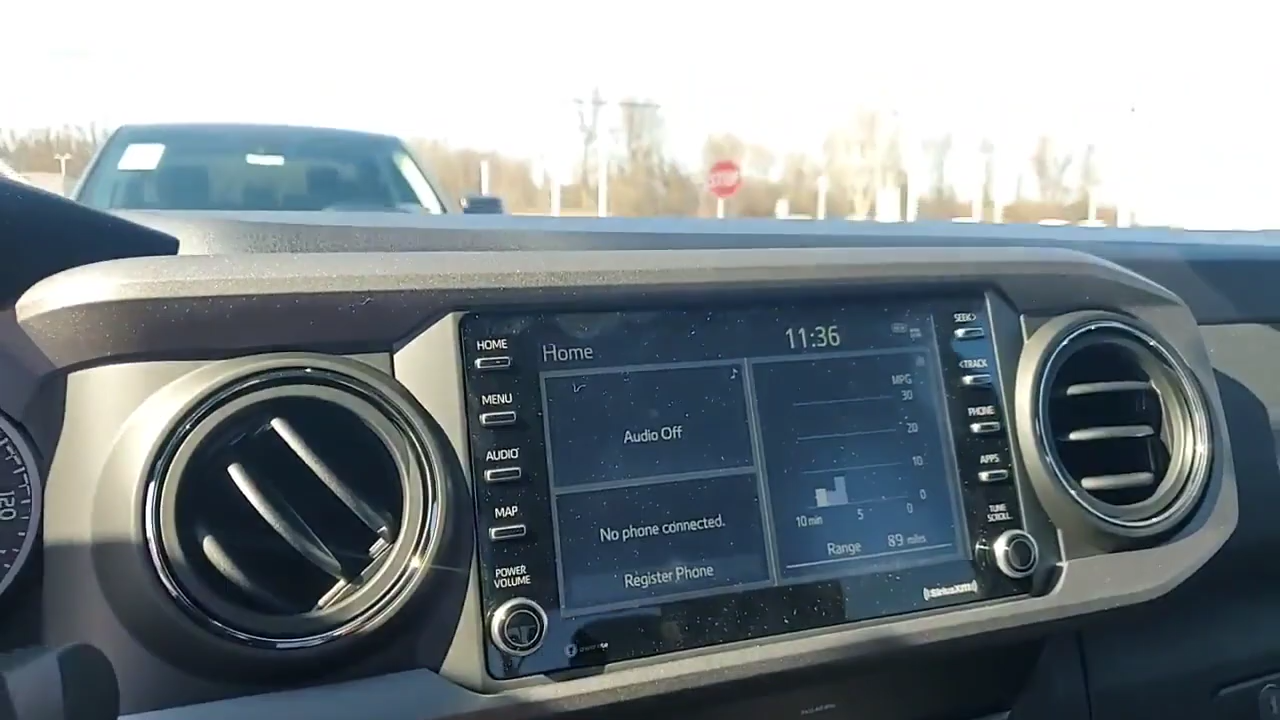 STOP
HOME
MENU
AUDIO
MAP
POWER
VOLUME
Home
11:36
Audio Off
No phone connected.
Register Phone
MPG
30
20
10
0
10 min
5
0
Range
89 miles
SEEK>
<TRACK
PHONE
APPS
TUNE
SCROLL
((SiriusXM))
120